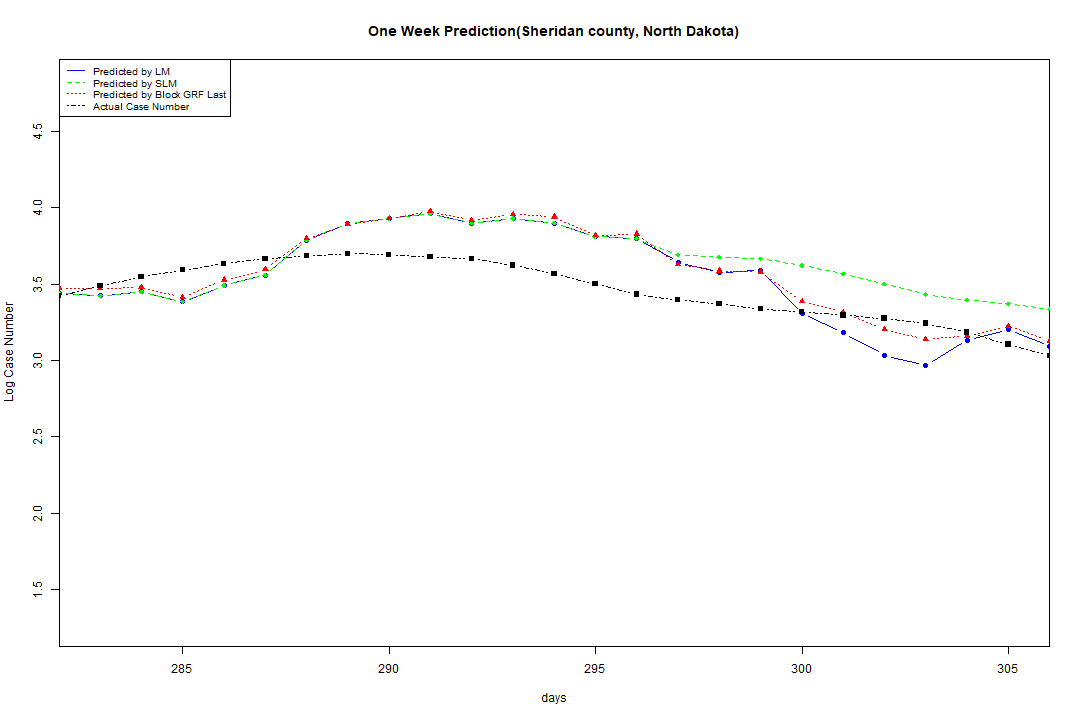 One Week Prediction(Sheridan county, North Dakota)
Predicted by LM
Predicted by SLM
Predicted by Block GRF Last
Actual Case Number
4.5
4.0
3.5
3.0
2.5
2.0
1.5
Log Case Number
285 290 295 300 305
days